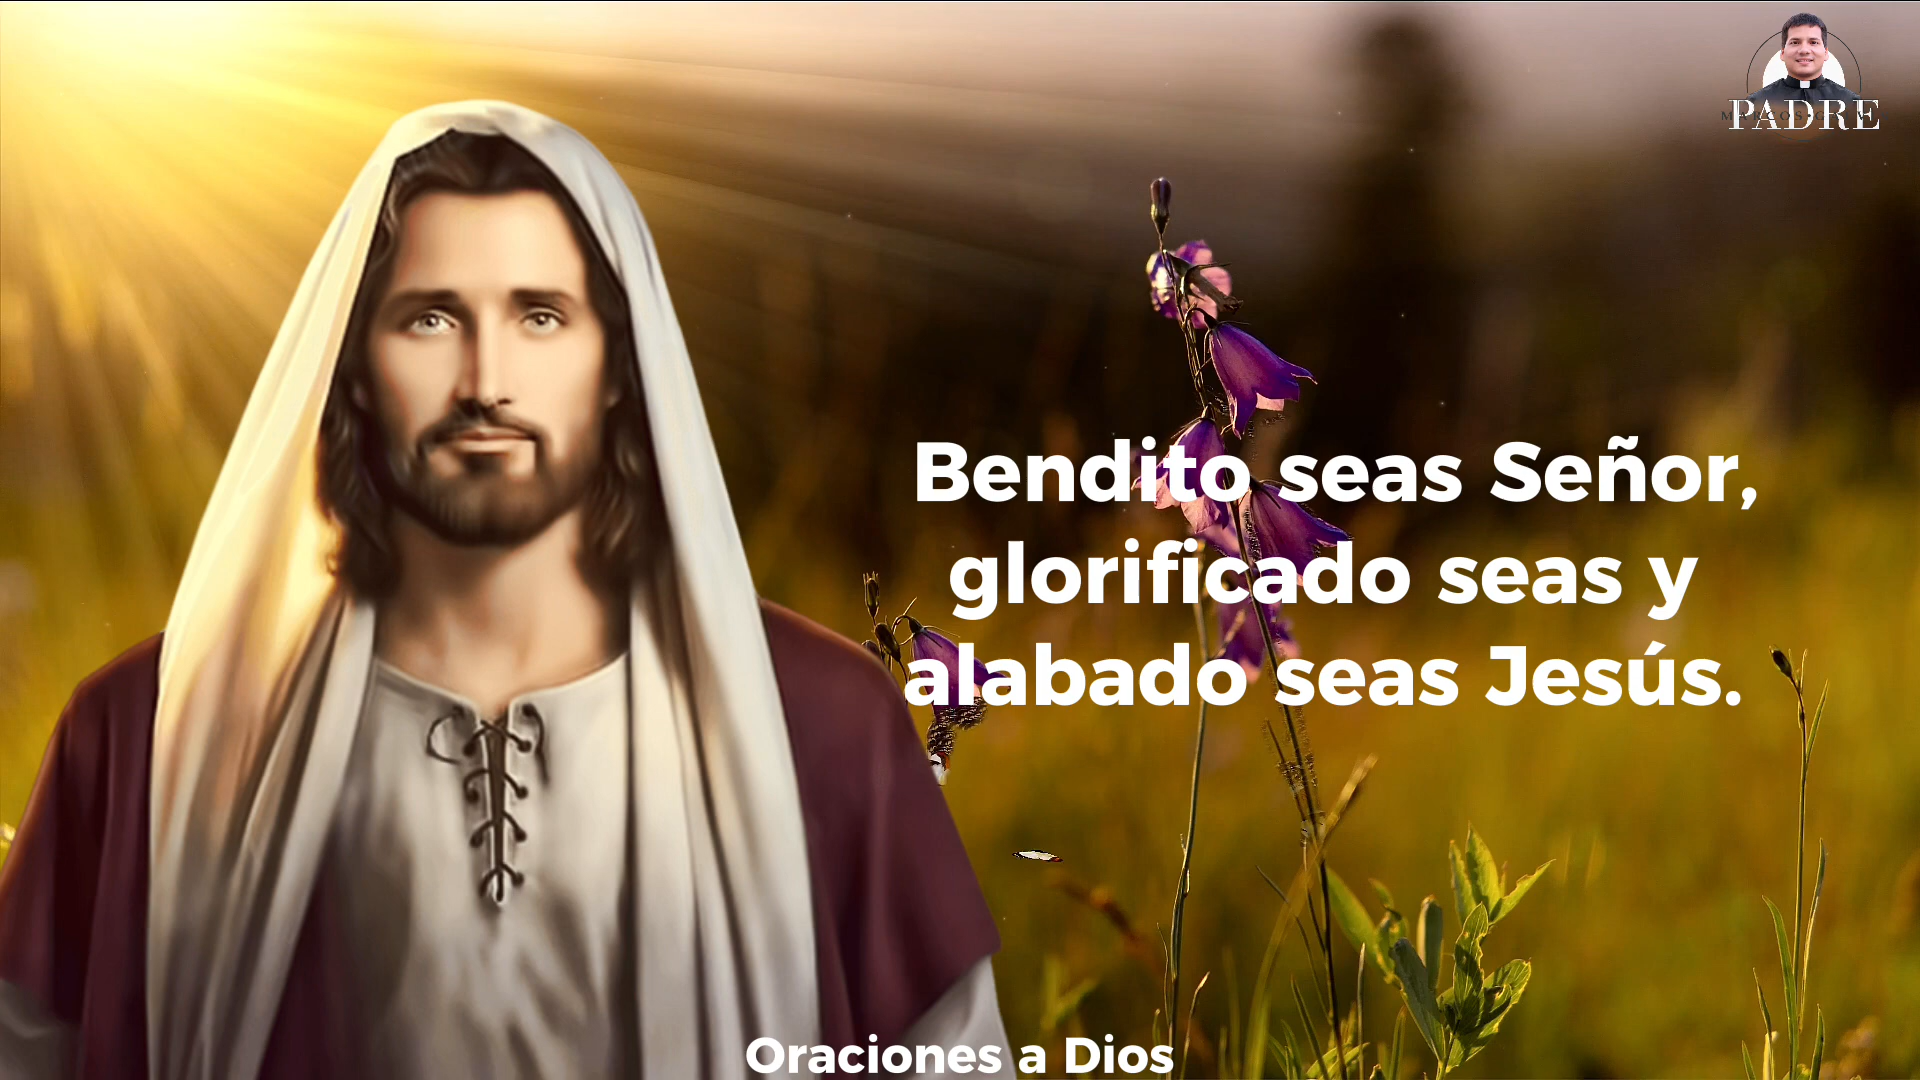 PADRE
Bendito seas Señor,
glorificado seas y
alabado seas Jesús.
Oraciones a Dios